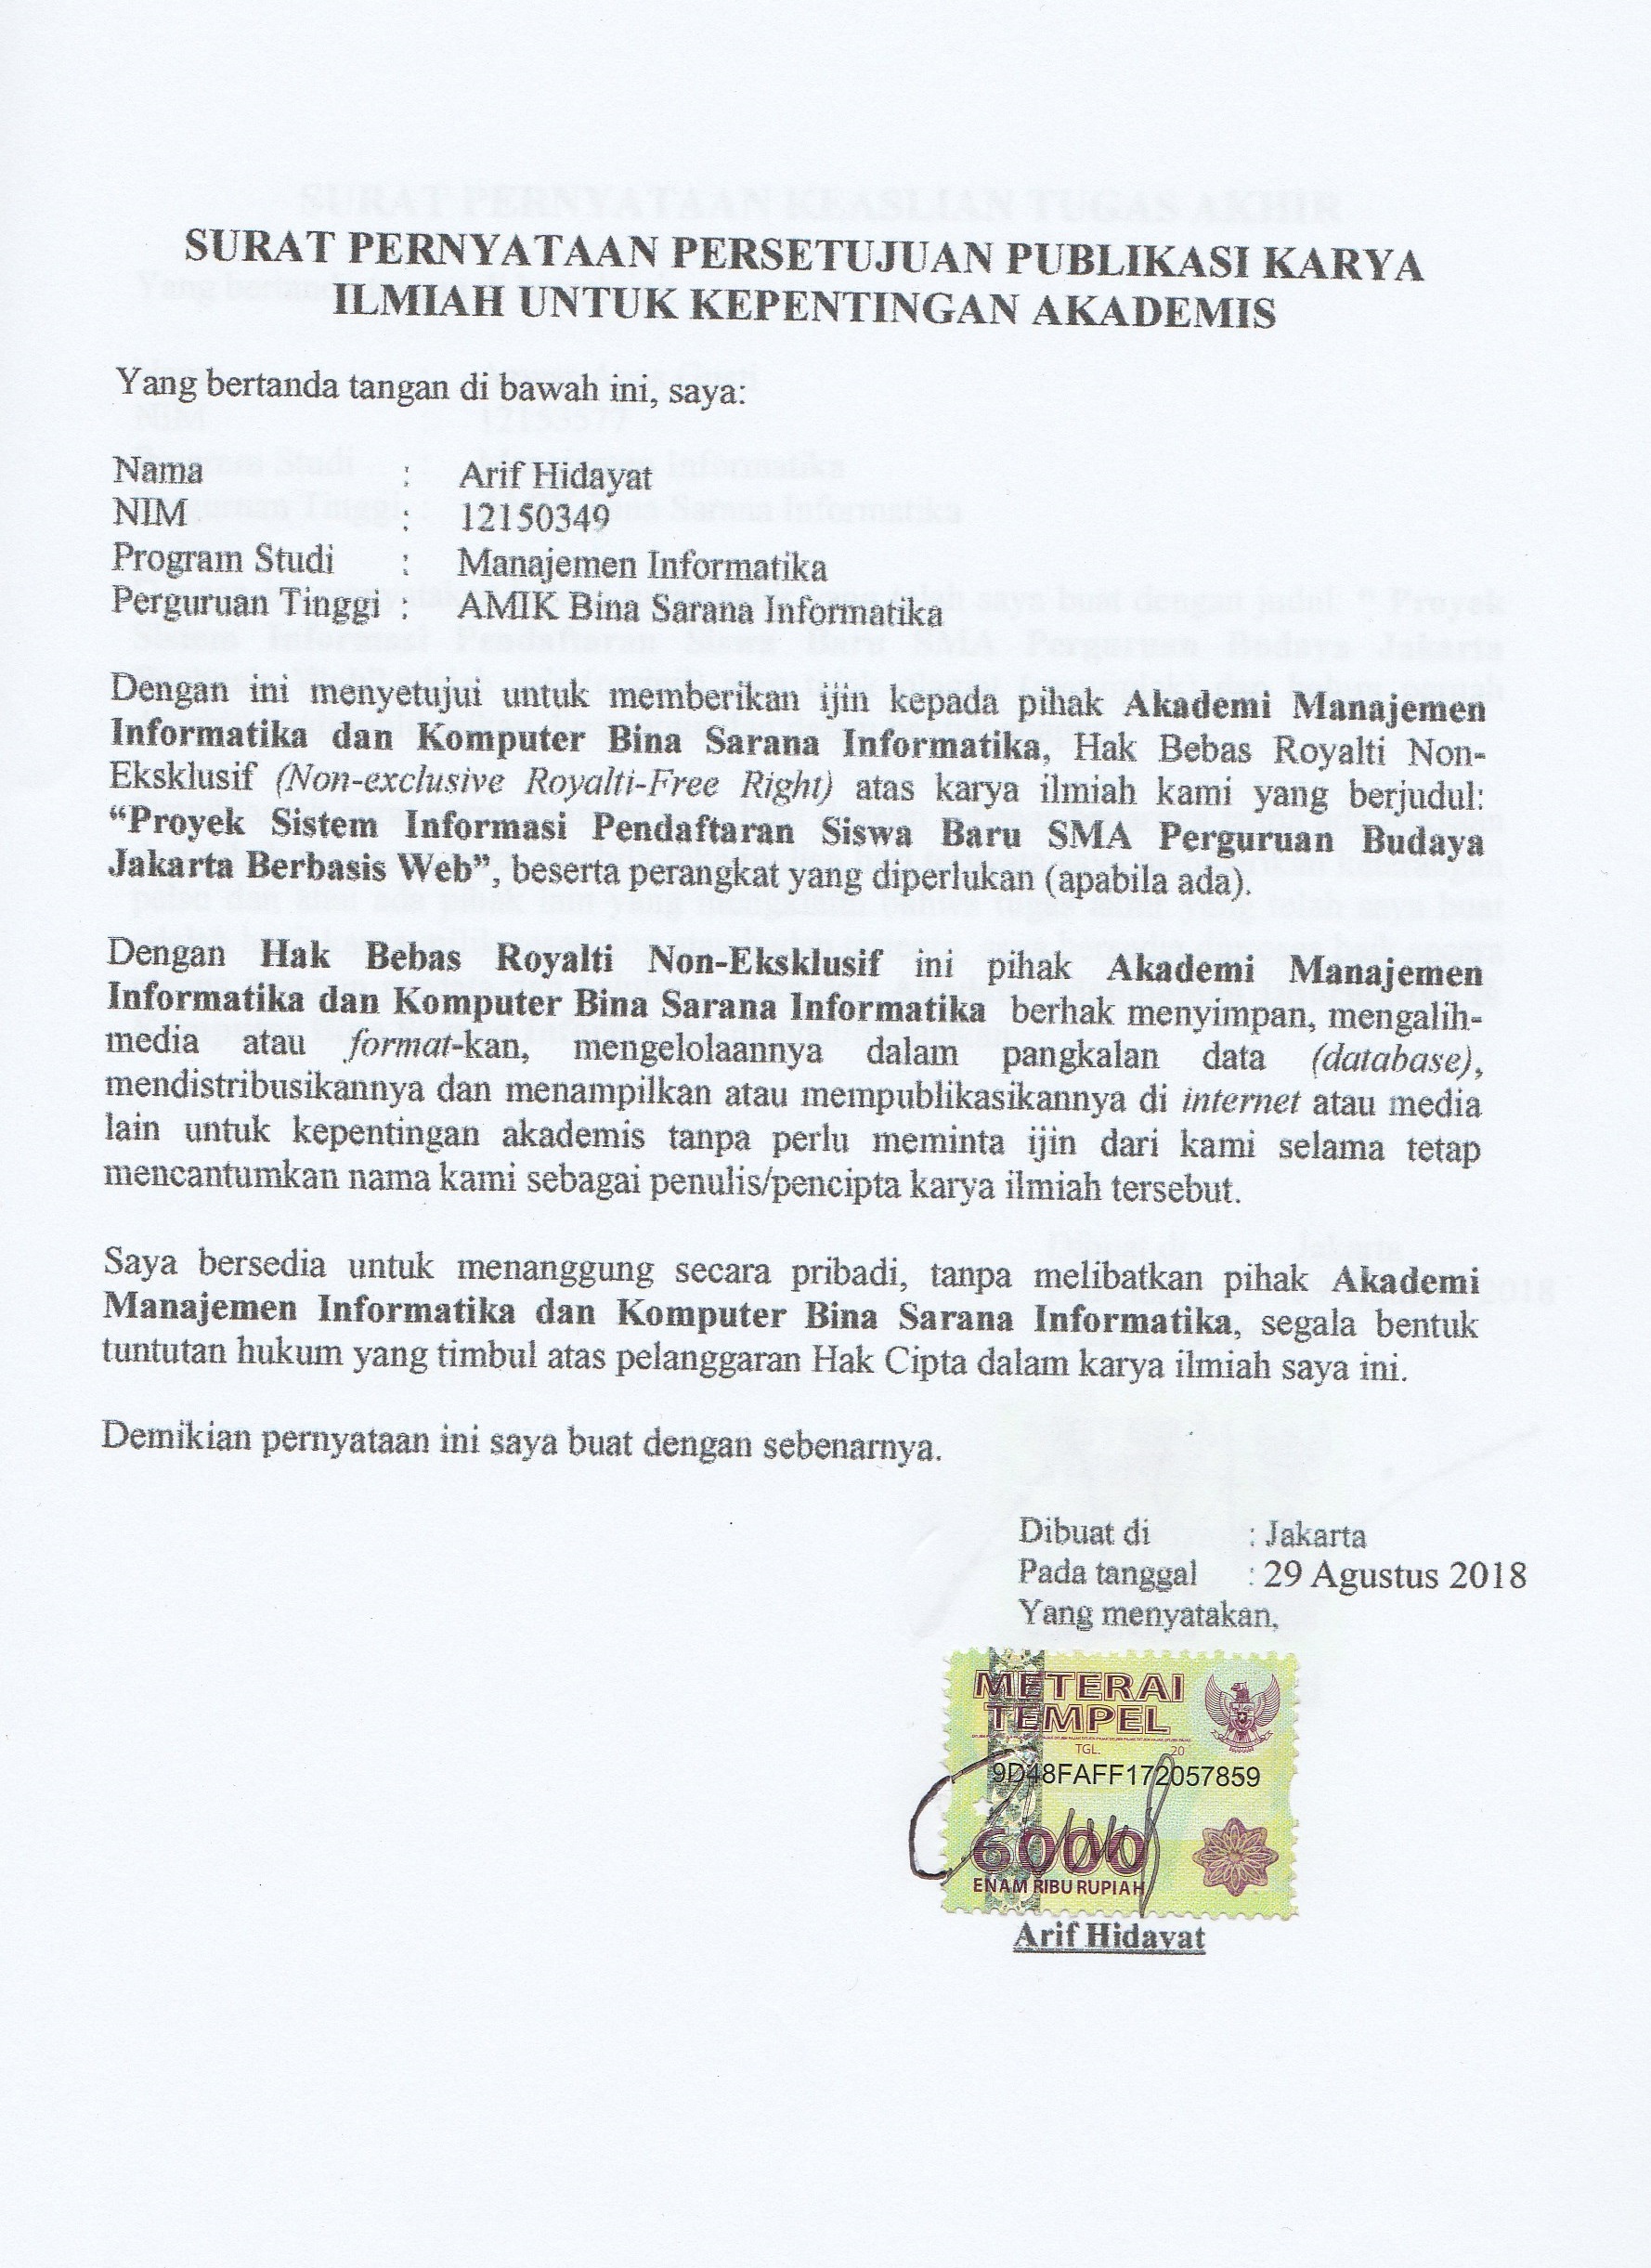 SURAT PERNYATAAN PERSETUJUAN PUBLIKASI KARYA
ILMIAH UNTUK KEPENTINGAN AKADEMIS
Yang bertanda tangan di bawah ini, saya:
Nama : Arif Hidayat
NIM : 12150349
Program Studi : Manajemen Informatika
Perguruan Tinggi : AMIK Bina Sarana Informatika
Dengan ini menyetujui untuk memberikan ijin kepada pihak Akademi Manajemen
Informatika dan Komputer Bina Sarana Informatika, Hak Bebas Royalti Non-
Eksklusif (Non-exclusive Royalti-Free Right) atas karya ilmiah kami yang berjudul:
“Proyek Sistem Informasi Pendaftaran Siswa Baru SMA Perguruan Budaya
Jakarta Berbasis Web”, beserta perangkat yang diperlukan (apabila ada).
Dengan Hak Bebas Royalti Non-Eksklusif ini pihak Akademi Manajemen
Informatika dan Komputer Bina Sarana Informatika berhak menyimpan, mengalih-
media atau format-kan, mengelolaannya dalam pangkalan data (database),
mendistribusikannya dan menampilkan atau mempublikasikannya di internet atau media
lain untuk kepentingan akademis tanpa perlu meminta ijin dari kami selama tetap
mencantumkan nama kami sebagai penulis/pencipta karya ilmiah tersebut.
Saya bersedia untuk menanggung secara pribadi, tanpa melibatkan pihak Akademi
Manajemen Informatika dan Komputer Bina Sarana Informatika, segala bentuk
tuntutan hukum yang timbul atas pelanggaran Hak Cipta dalam karya ilmiah saya ini.
Demikian pernyataan ini saya buat dengan sebenarnya.
Dibuat di : Jakarta
Pada tanggal : 29 Agustus 2018
Yang menyatakan,
METERAI
TEMPEL
TGL. 20
9D48FAFF172057859
6000
ENAM RIBU RUPIAH
Arif Hidayat